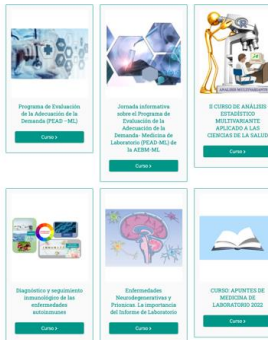 Programa de Evaluación
de la Adecuación de la
Demanda (PEAD –ML)
Curso >
Jornada informativa
sobre el Programa de
Evaluación de la
Adecuación de la
Demanda- Medicina de
Laboratorio (PEAD-ML) de
la AEBM-ML
Curso >
ANÁLISIS MULTIVARIANTE
II CURSO DE ANÁLISIS
ESTADÍSTICO
MULTIVARIANTE
APLICADO A LAS
CIENCIAS DE LA SALUD
Curso >
Diagnóstico y seguimiento
inmunológico de las
enfermedades
autoinmunes
Curso >
Enfermedades
Neurodegenerativas y
Priónicas. La importancia
del Informe de Laboratorio
Curso >
CURSO: APUNTES DE
MEDICINA DE
LABORATORIO 2022
Curso >